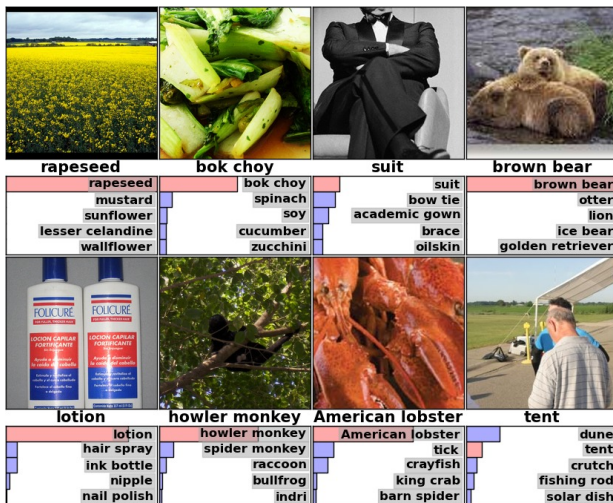 rapeseed
bok choy
suit
brown bear
rapeseed
mustard
sunflower
lesser celandine
wallflower
bok choy
spinach
soy
cucumber
zucchini
suit
bow tie
academic gown
brace
oilskin
brown bear
otter
lion
ice bear
golden retriever
FOLICURÉ
LOCION CAPILAR
FORTIFICANTE
FOLICURÉ
LOCION CAPILAR
FORTIFICANTE
lotion
howler monkey
American lobster
tent
lotion
hair spray
ink bottle
nipple
nail polish
howler monkey
spider monkey
raccoon
bullfrog
indri
American lobster
tick
crayfish
king crab
barn spider
dune
tent
crutch
fishing rod
solar dish